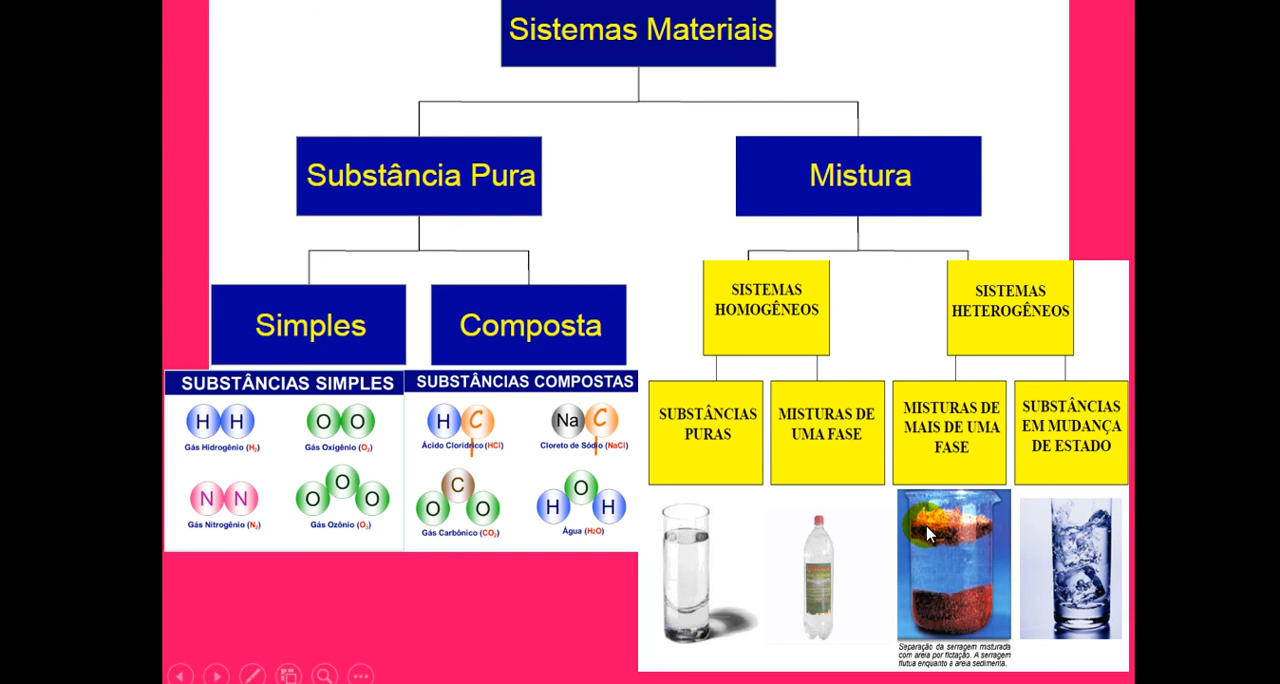 Sistemas Materiais
Substância Pura
Mistura
Simples
Composta
SISTEMAS
HOMOGÊNEOS
SISTEMAS
HETEROGÊNEOS
SUBSTÂNCIAS SIMPLES
H H
O O
Gás Hidrogênio (H₂)
Gás Oxigênio (O₂)
N N
O O O
Gás Nitrogênio (N₂)
Gás Ozônio (O₃)
SUBSTÂNCIAS COMPOSTAS
H C
Na C
Ácido Clorídrico (HCl)
Cloreto de Sódio (NaCl)
O C O
H O H
Gás Carbônico (CO₂)
Água (H₂O)
SUBSTÂNCIAS
PURAS
MISTURAS DE
UMA FASE
MISTURAS DE
MAIS DE UMA
FASE
SUBSTÂNCIAS
EM MUDANÇA
DE ESTADO
Separação da serragem misturada
com areia por flotação. A serragem
flutua enquanto a areia sedimenta.